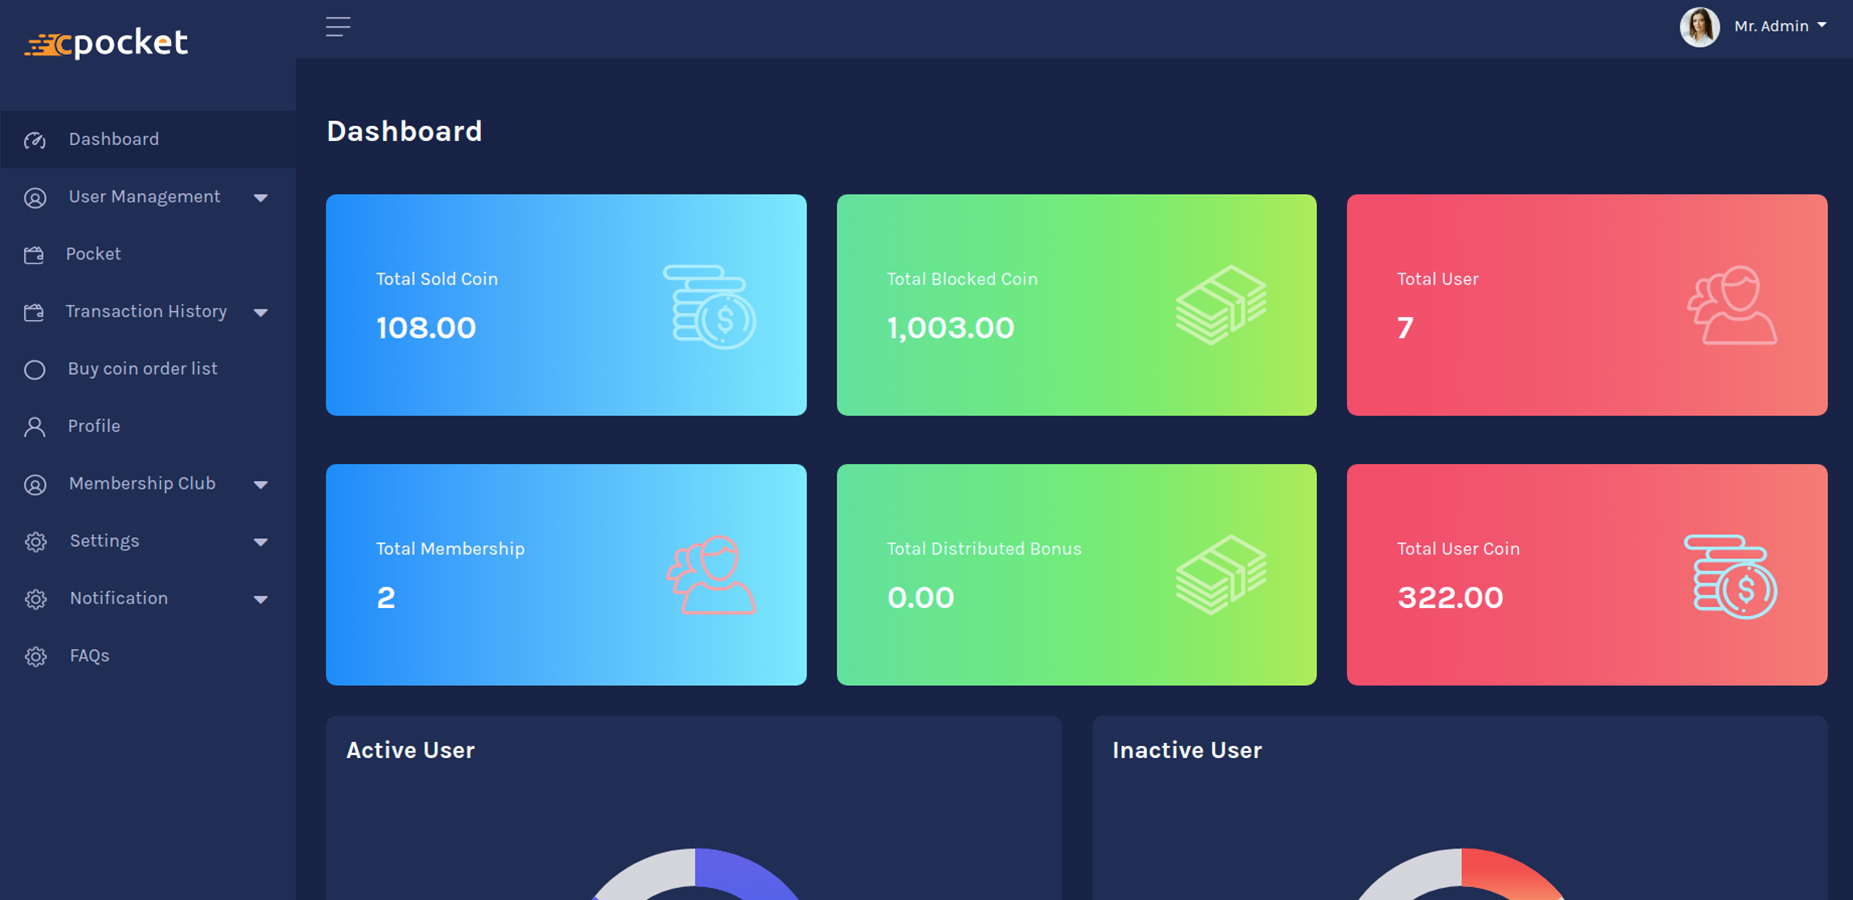 cpocket
Mr. Admin
Dashboard
User Management
Pocket
Transaction History
Buy coin order list
Profile
Membership Club
Settings
Notification
FAQs
Dashboard
Total Sold Coin
108.00
Total Blocked Coin
1,003.00
Total User
7
Total Membership
2
Total Distributed Bonus
0.00
Total User Coin
322.00
Active User
Inactive User